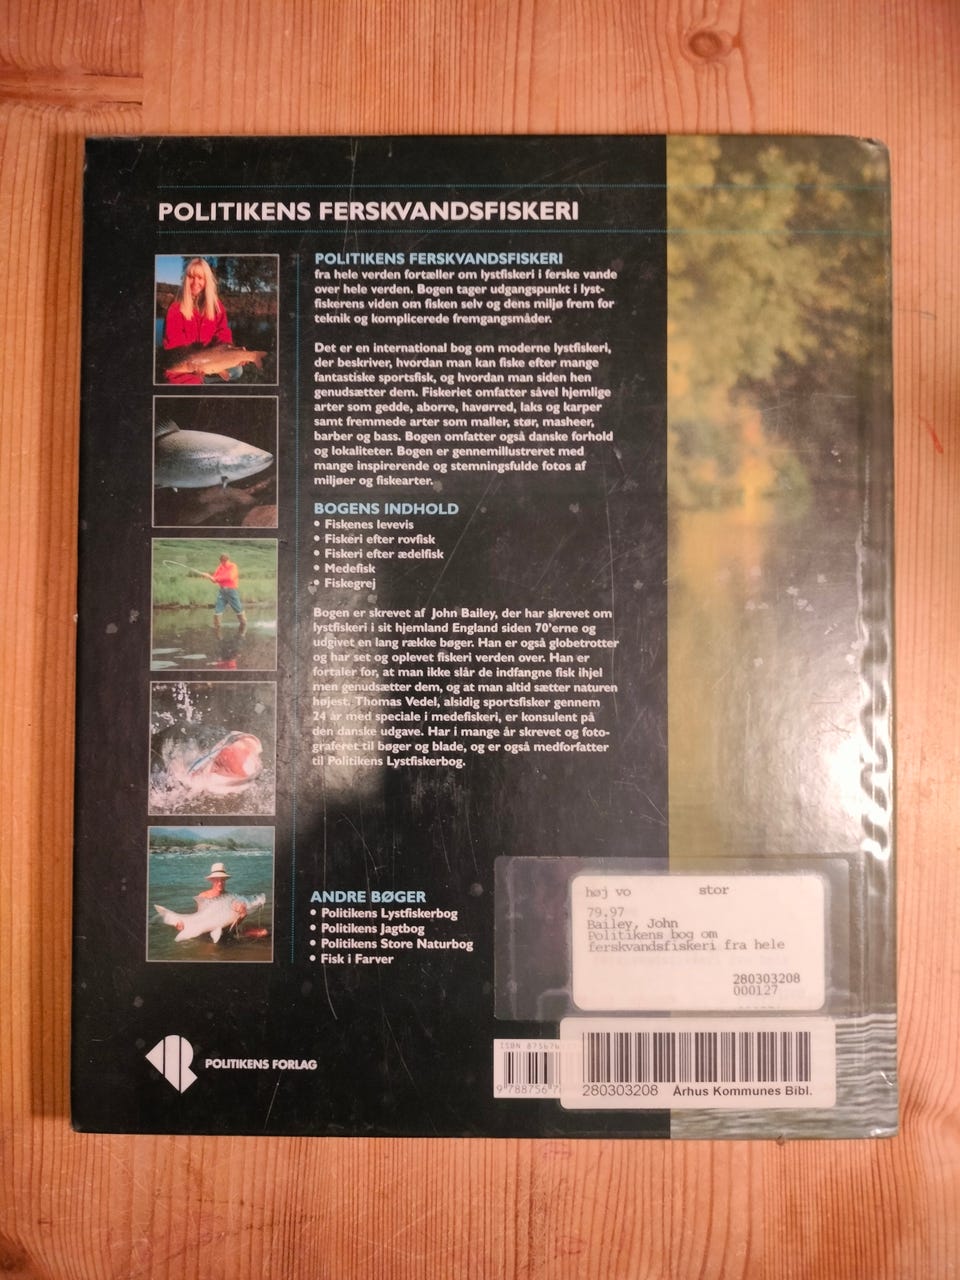 POLITIKENS FERSKVANDSFISKERI
POLITIKENS FERSKVANDSFISKERI
fra hele verden fortæller om lystfiskeri i ferske vande
over hele verden. Bogen tager udgangspunkt i lyst-
fiskerens viden om fisken selv og dens miljø frem for
teknik og komplicerede fremgangsmåder.
Det er en international bog om moderne lystfiskeri,
der beskriver, hvordan man kan fiske efter mange
fantastiske sportsfisk, og hvordan man siden hen
genudsætter dem. Fiskeriet omfatter såvel hjemlige
arter som gedde, aborre, havørred, laks og karper
samt fremmede arter som maller, stør, masheer,
barber og bass. Bogen omfatter også danske forhold
og lokaliteter. Bogen er gennemillustreret med
mange inspirerende og stemningsfulde fotos af
miljøer og fiskearter.
BOGENS INDHOLD
• Fiskenes levevis
• Fiskeri efter rovfisk
• Fiskeri efter ædelfisk
• Medefisk
• Fiskegrej
Bogen er skrevet af John Bailey, der har skrevet om
lystfiskeri i sit hjemland England siden 70'erne og
udgivet en lang række bøger. Han er også globetrotter
og har set og oplevet fiskeri verden over. Han er
fortaler for, at man ikke slår de indfangne fisk ihjel
men genudsætter dem, og at man altid sætter naturen
højest. Thomas Vedel, alsidig sportsfisker gennem
24 år med speciale i medefiskeri, er konsulent på
den danske udgave. Har i mange år skrevet og foto-
graferet til bøger og blade, og er også medforfatter
til Politikens Lystfiskerbog.
ANDRE BØGER
• Politikens Lystfiskerbog
• Politikens Jagtbog
• Politikens Store Naturbog
• Fisk i Farver
POLITIKENS FORLAG
høj vo stor
79.97
Bailey, John
Politikens bog om
ferskvandsfiskeri fra hele
280303208
000127
ISBN 875676
9 788756 7
280303208 Århus Kommunes Bibl.